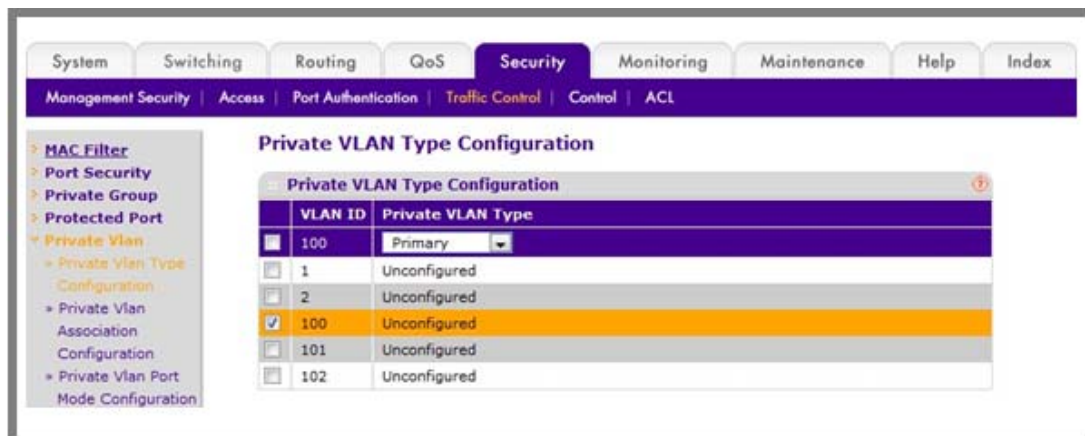 System Switching Routing QoS Security Monitoring Maintenance Help Index
Management Security | Access | Port Authentication | Traffic Control | Control | ACL
MAC Filter
Port Security
Private Group
Protected Port
Private Vlan
» Private Vlan Type
Configuration
» Private Vlan
Association
Configuration
» Private Vlan Port
Mode Configuration
Private VLAN Type Configuration
Private VLAN Type Configuration ?
VLAN ID Private VLAN Type
100 Primary
1 Unconfigured
2 Unconfigured
100 Unconfigured
101 Unconfigured
102 Unconfigured